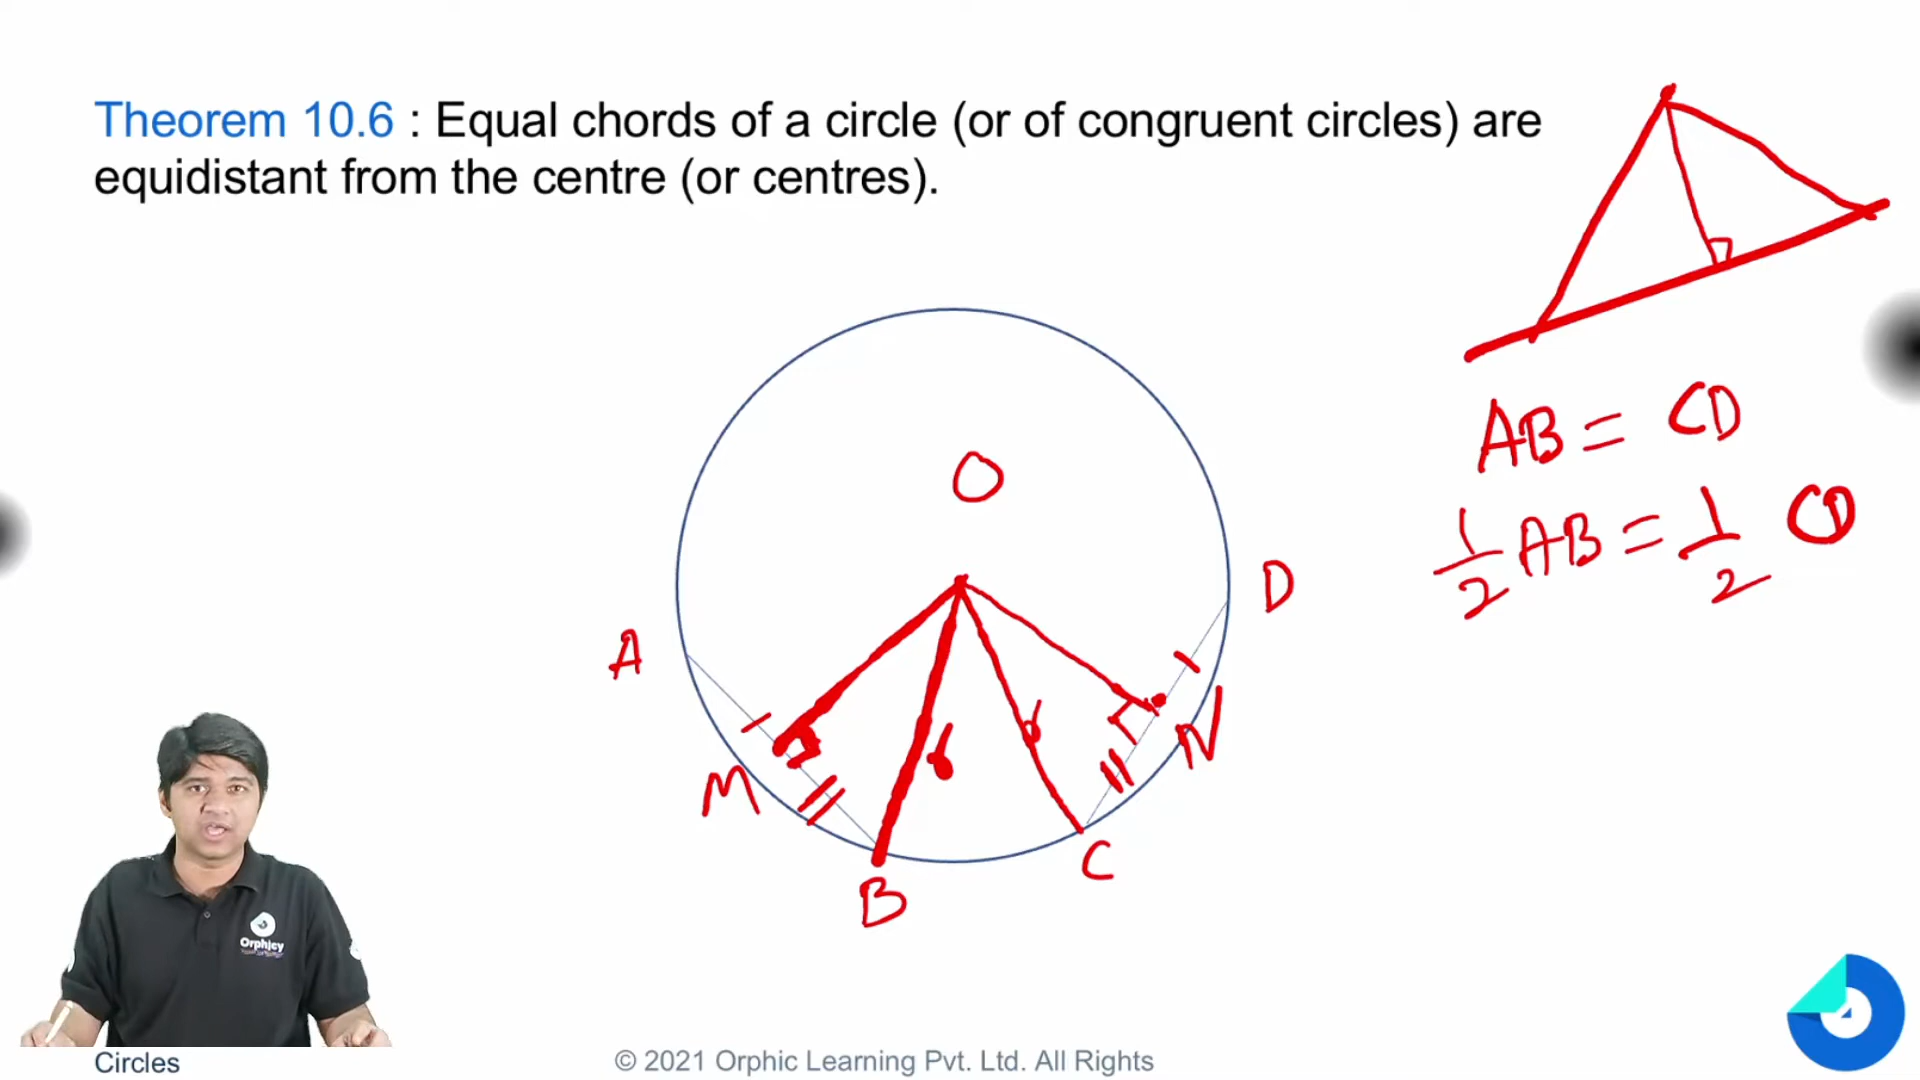 Theorem 10.6 : Equal chords of a circle (or of congruent circles) are
equidistant from the centre (or centres).
AB = CD
1/2 AB = 1/2 CD
O
D
A
M
N
r
r
C
B
Orphicy
Circles
© 2021 Orphic Learning Pvt. Ltd. All Rights